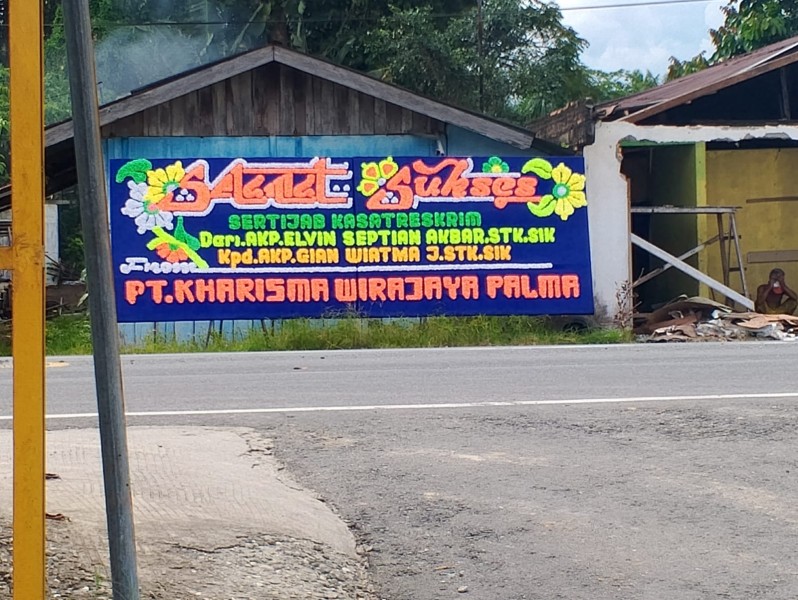 Selamat Sukses
SERTIJAB KASATRESKRIM
Dari.AKP.ELVIN SEPTIAN AKBAR.STK.SIK
Kpd.AKP.GIAN WIATMA J.STK.SIK
From
PT.KHARISMA WIRAJAYA PALMA